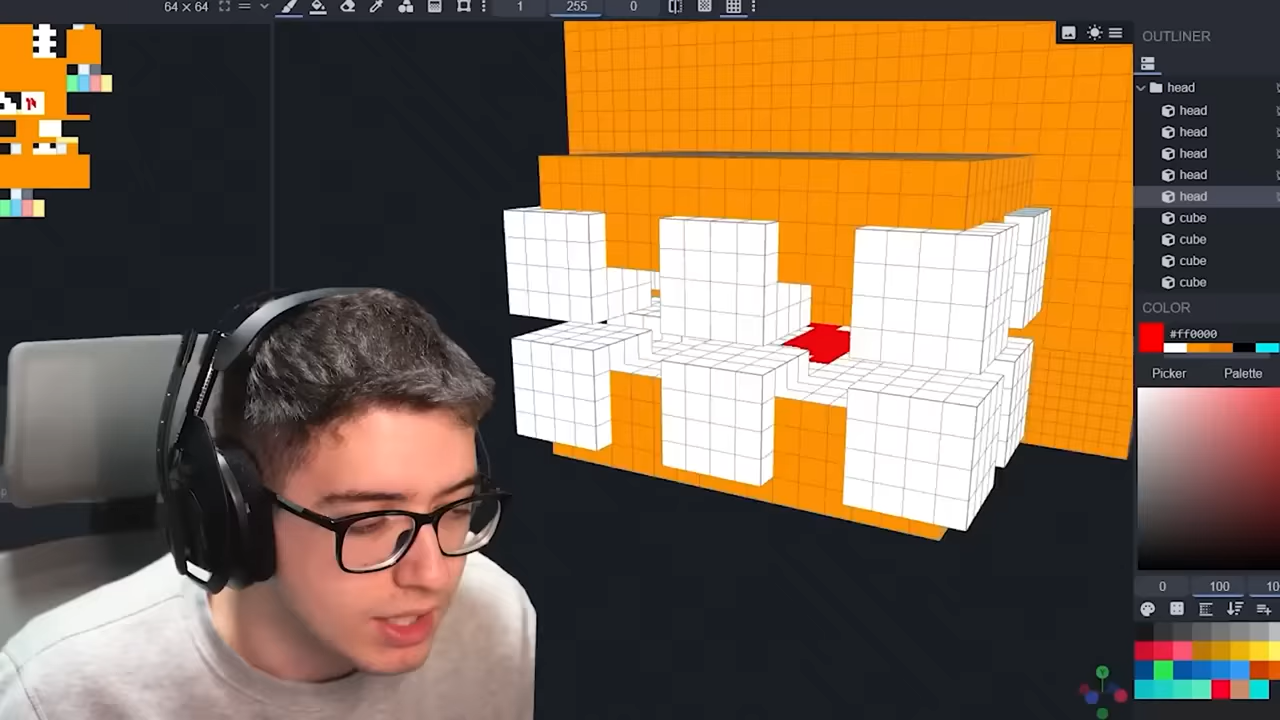 64 × 64
1
255
0
OUTLINER
head
head
head
head
head
head
cube
cube
cube
cube
COLOR
#ff0000
Picker
Palette
0
100